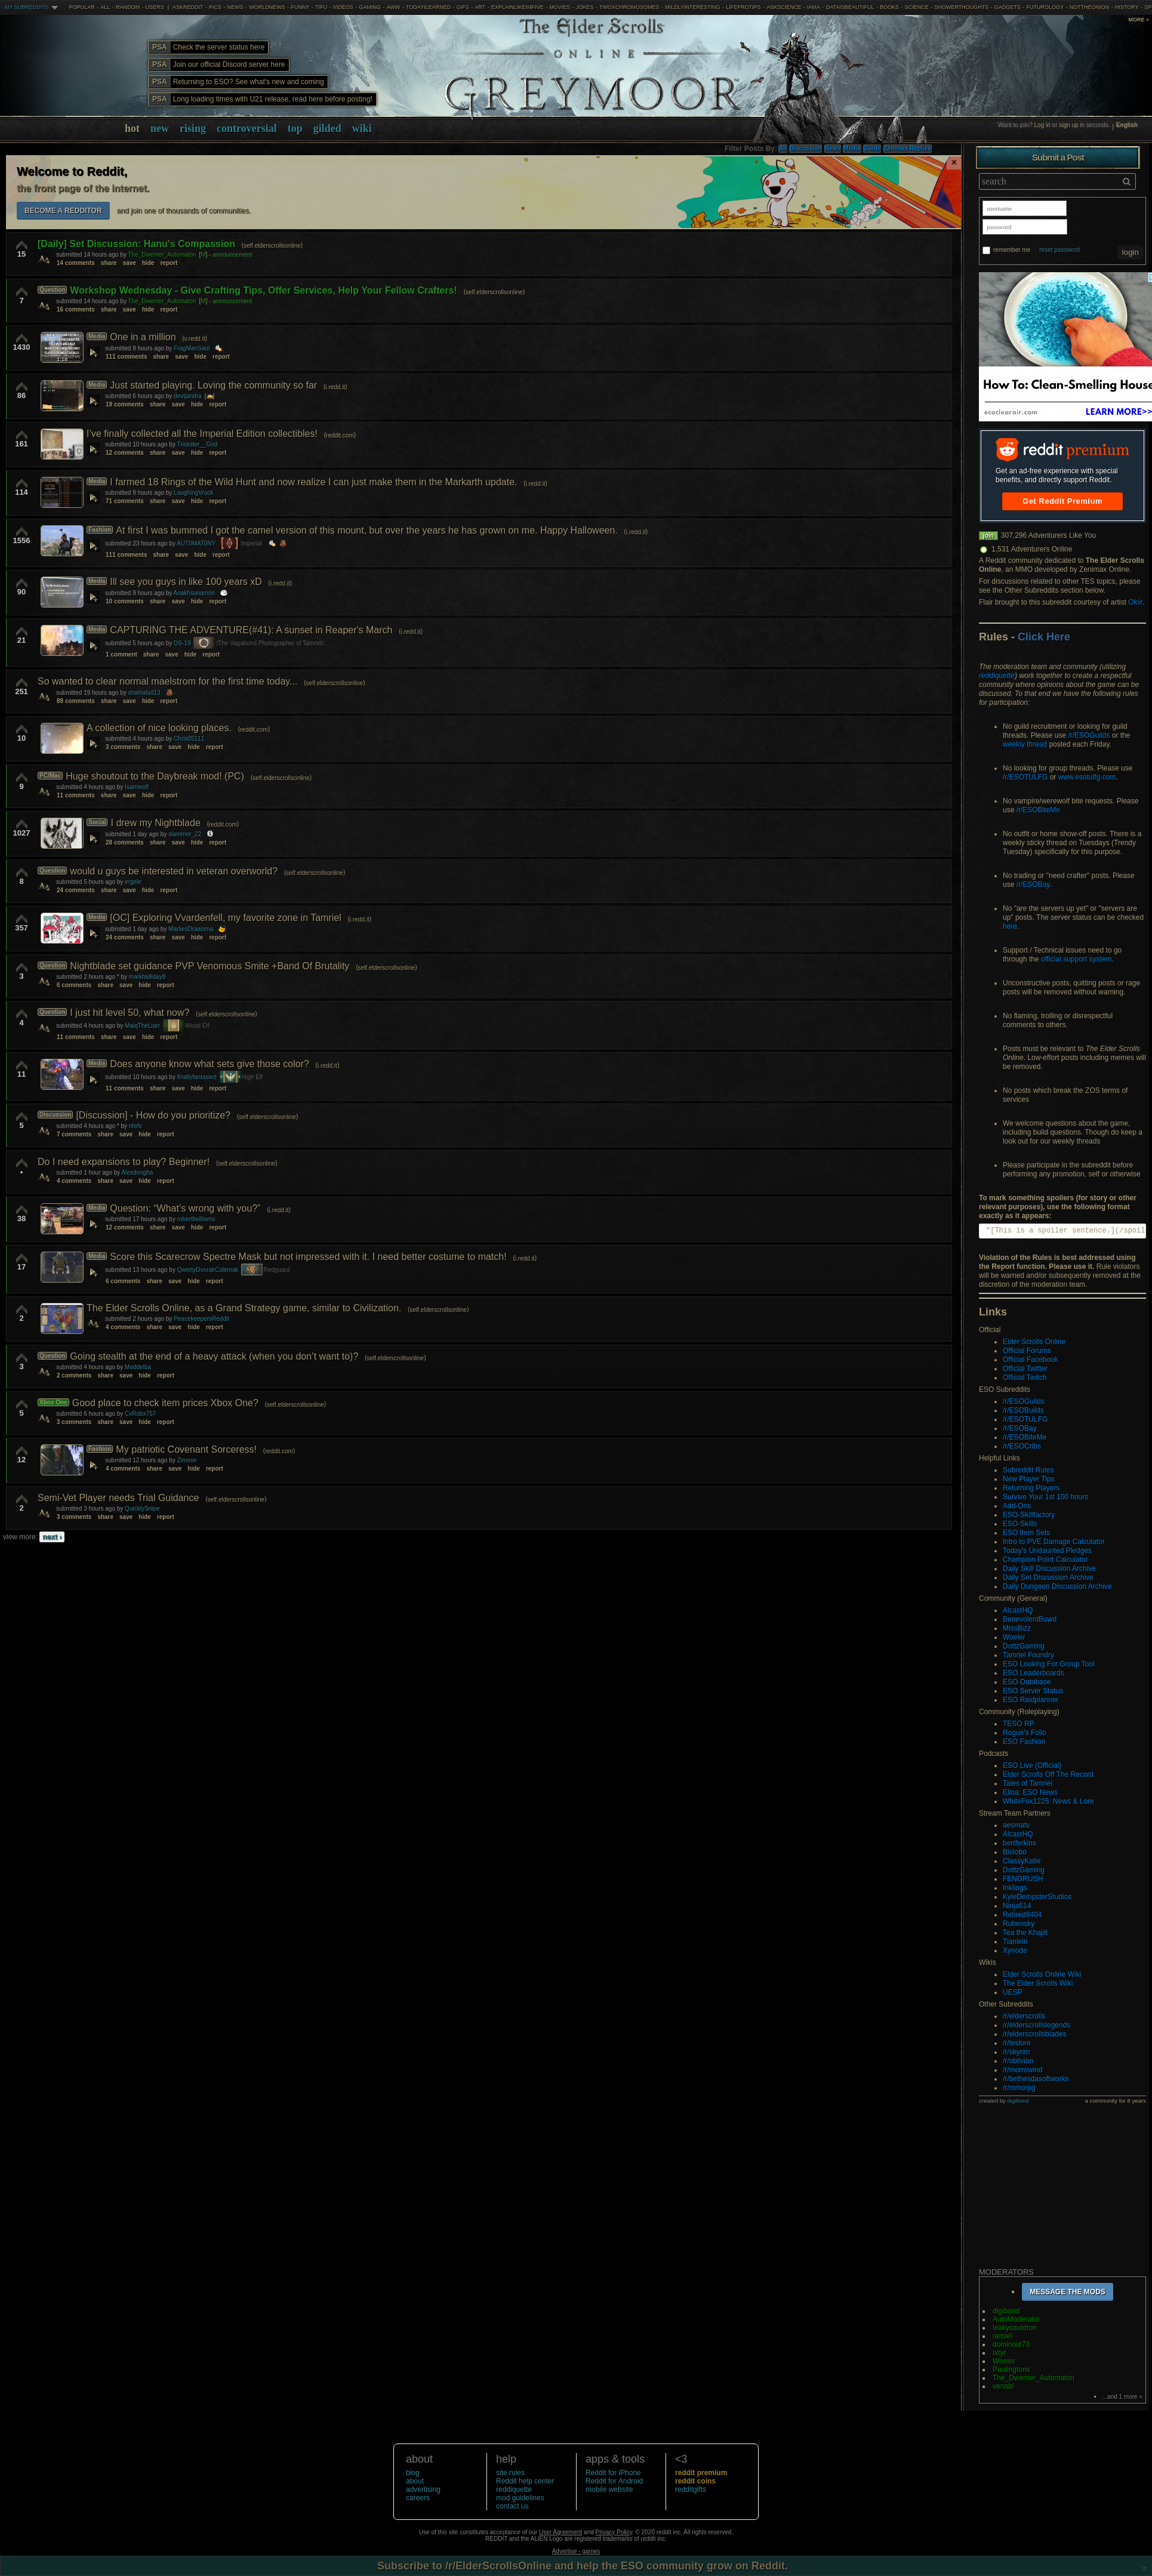 MY SUBREDDITS
POPULAR - ALL - RANDOM - USERS | ASKREDDIT - PICS - NEWS - WORLDNEWS - FUNNY - TIFU - VIDEOS - GAMING - AWW - TODAYILEARNED - GIFS - ART - EXPLAINLIKEIMFIVE - MOVIES - JOKES - TWOXCHROMOSOMES - MILDLYINTERESTING - LIFEPROTIPS - ASKSCIENCE - IAMA - DATAISBEAUTIFUL - BOOKS - SCIENCE - SHOWERTHOUGHTS - GADGETS - FUTUROLOGY - NOTTHEONION - HISTORY - SP
MORE »
The Elder Scrolls
ONLINE
GREYMOOR
PSA Check the server status here
PSA Join our official Discord server here
PSA Returning to ESO? See what's new and coming
PSA Long loading times with U21 release, read here before posting!
hot new rising controversial top gilded wiki
Want to join? Log in or sign up in seconds. | English
Filter Posts By: All Discussion News Media Guide Zenimax Replies
Welcome to Reddit,
the front page of the internet.
BECOME A REDDITOR and join one of thousands of communities.
×
15
[Daily] Set Discussion: Hanu's Compassion (self.elderscrollsonline)
submitted 14 hours ago by The_Dwemer_Automaton [M] - announcement
14 comments share save hide report
7
Question Workshop Wednesday - Give Crafting Tips, Offer Services, Help Your Fellow Crafters! (self.elderscrollsonline)
submitted 14 hours ago by The_Dwemer_Automaton [M] - announcement
16 comments share save hide report
1430
Media One in a million (v.redd.it)
submitted 8 hours ago by FragManSaul
111 comments share save hide report
86
Media Just started playing. Loving the community so far (i.redd.it)
submitted 6 hours ago by devljandra
19 comments share save hide report
161
I've finally collected all the Imperial Edition collectibles! (reddit.com)
submitted 10 hours ago by Trickster__God
12 comments share save hide report
114
Media I farmed 18 Rings of the Wild Hunt and now realize I can just make them in the Markarth update. (i.redd.it)
submitted 9 hours ago by LaughingVrock
71 comments share save hide report
1556
Fashion At first I was bummed I got the camel version of this mount, but over the years he has grown on me. Happy Halloween. (i.redd.it)
submitted 23 hours ago by AUT0MAT0NY Imperial
111 comments share save hide report
90
Media Ill see you guys in like 100 years xD (i.redd.it)
submitted 9 hours ago by Anakhsunamon
10 comments share save hide report
21
Media CAPTURING THE ADVENTURE(#41): A sunset in Reaper's March (i.redd.it)
submitted 5 hours ago by DS-19 -The Vagabond Photographer of Tamriel-
1 comment share save hide report
251
So wanted to clear normal maelstrom for the first time today... (self.elderscrollsonline)
submitted 19 hours ago by shaihalud13
89 comments share save hide report
10
A collection of nice looking places. (reddit.com)
submitted 4 hours ago by Chris05111
3 comments share save hide report
9
PC/Mac Huge shoutout to the Daybreak mod! (PC) (self.elderscrollsonline)
submitted 4 hours ago by Isarnwolf
11 comments share save hide report
1027
Social I drew my Nightblade (reddit.com)
submitted 1 day ago by slammer_22
28 comments share save hide report
8
Question would u guys be interested in veteran overworld? (self.elderscrollsonline)
submitted 5 hours ago by ergele
24 comments share save hide report
357
Media [OC] Exploring Vvardenfell, my favorite zone in Tamriel (i.redd.it)
submitted 1 day ago by MarliesDraaisma
24 comments share save hide report
3
Question Nightblade set guidance PVP Venomous Smite +Band Of Brutality (self.elderscrollsonline)
submitted 2 hours ago * by markhalliday8
6 comments share save hide report
4
Question I just hit level 50, what now? (self.elderscrollsonline)
submitted 4 hours ago by MaiqTheLiarr Wood Elf
11 comments share save hide report
11
Media Does anyone know what sets give those color? (i.redd.it)
submitted 10 hours ago by finallyfantasied High Elf
11 comments share save hide report
5
Discussion [Discussion] - How do you prioritize? (self.elderscrollsonline)
submitted 4 hours ago * by nfefx
7 comments share save hide report
•
Do I need expansions to play? Beginner! (self.elderscrollsonline)
submitted 1 hour ago by Alexdongha
4 comments share save hide report
38
Media Question: "What's wrong with you?" (i.redd.it)
submitted 17 hours ago by robertfwilliams
12 comments share save hide report
17
Media Score this Scarecrow Spectre Mask but not impressed with it. I need better costume to match! (i.redd.it)
submitted 13 hours ago by QwertyDvorakColemak Redguard
6 comments share save hide report
2
The Elder Scrolls Online, as a Grand Strategy game, similar to Civilization. (self.elderscrollsonline)
submitted 2 hours ago by PeacekeepersReddit
4 comments share save hide report
3
Question Going stealth at the end of a heavy attack (when you don't want to)? (self.elderscrollsonline)
submitted 4 hours ago by Moddelba
2 comments share save hide report
5
Xbox One Good place to check item prices Xbox One? (self.elderscrollsonline)
submitted 6 hours ago by CxRobx757
3 comments share save hide report
12
Fashion My patriotic Covenant Sorceress! (reddit.com)
submitted 12 hours ago by Zimose
4 comments share save hide report
2
Semi-Vet Player needs Trial Guidance (self.elderscrollsonline)
submitted 3 hours ago by QuicklySnipe
3 comments share save hide report
view more: next ›
Submit a Post
search
username
password
remember me reset password login
How To: Clean-Smelling House
ecoclearair.com LEARN MORE>>
reddit premium
Get an ad-free experience with special
benefits, and directly support Reddit.
Get Reddit Premium
join 307,296 Adventurers Like You
1,531 Adventurers Online
A Reddit community dedicated to The Elder Scrolls
Online, an MMO developed by Zenimax Online.
For discussions related to other TES topics, please
see the Other Subreddits section below.
Flair brought to this subreddit courtesy of artist Okiir.
Rules - Click Here
The moderation team and community (utilizing
reddiquette) work together to create a respectful
community where opinions about the game can be
discussed. To that end we have the following rules
for participation:
No guild recruitment or looking for guild
threads. Please use /r/ESOGuilds or the
weekly thread posted each Friday.
No looking for group threads. Please use
/r/ESOTULFG or www.esotulfg.com.
No vampire/werewolf bite requests. Please
use /r/ESOBiteMe
No outfit or home show-off posts. There is a
weekly sticky thread on Tuesdays (Trendy
Tuesday) specifically for this purpose.
No trading or "need crafter" posts. Please
use /r/ESOBay.
No "are the servers up yet" or "servers are
up" posts. The server status can be checked
here.
Support / Technical issues need to go
through the official support system.
Unconstructive posts, quitting posts or rage
posts will be removed without warning.
No flaming, trolling or disrespectful
comments to others.
Posts must be relevant to The Elder Scrolls
Online. Low-effort posts including memes will
be removed.
No posts which break the ZOS terms of
services
We welcome questions about the game,
including build questions. Though do keep a
look out for our weekly threads
Please participate in the subreddit before
performing any promotion, self or otherwise
To mark something spoilers (for story or other
relevant purposes), use the following format
exactly as it appears:
"[This is a spoiler sentence.](/spoil
Violation of the Rules is best addressed using
the Report function. Please use it. Rule violators
will be warned and/or subsequently removed at the
discretion of the moderation team.
Links
Official
Elder Scrolls Online
Official Forums
Official Facebook
Official Twitter
Official Twitch
ESO Subreddits
/r/ESOGuilds
/r/ESOBuilds
/r/ESOTULFG
/r/ESOBay
/r/ESOBiteMe
/r/ESOCribs
Helpful Links
Subreddit Rules
New Player Tips
Returning Players
Survive Your 1st 100 hours
Add-Ons
ESO-Skillfactory
ESO-Skills
ESO Item Sets
Intro to PVE Damage Calculator
Today's Undaunted Pledges
Champion Point Calculator
Daily Skill Discussion Archive
Daily Set Discussion Archive
Daily Dungeon Discussion Archive
Community (General)
AlcastHQ
BenevolentBowd
MissBizz
Woeler
DottzGaming
Tamriel Foundry
ESO Looking For Group Tool
ESO Leaderboards
ESO-Database
ESO Server Status
ESO Raidplanner
Community (Roleplaying)
TESO RP
Rogue's Folio
ESO Fashion
Podcasts
ESO Live (Official)
Elder Scrolls Off The Record
Tales of Tamriel
Elloa: ESO News
WhiteFox1225: News & Lore
Stream Team Partners
aesmatv
AlcastHQ
bertferkins
Bislobo
ClassyKatie
DottzGaming
FENGRUSH
Inklings
KyleDempsterStudios
Ninja614
Retired8404
Rubensky
Tea the Khajiit
Tianlein
Xynode
Wikis
Elder Scrolls Online Wiki
The Elder Scrolls Wiki
UESP
Other Subreddits
/r/elderscrolls
/r/elderscrollslegends
/r/elderscrollsblades
/r/teslore
/r/skyrim
/r/oblivion
/r/morrowind
/r/bethesdasoftworks
/r/mmorpg
created by digibond a community for 8 years
MODERATORS
MESSAGE THE MODS
digibond
AutoModerator
leakycauldron
remiel
dominoid73
txtyi
Woeler
Paulingtons
The_Dwemer_Automaton
venabl
...and 1 more »
about
blog
about
advertising
careers
help
site rules
Reddit help center
reddiquette
mod guidelines
contact us
apps & tools
Reddit for iPhone
Reddit for Android
mobile website
<3
reddit premium
reddit coins
redditgifts
Use of this site constitutes acceptance of our User Agreement and Privacy Policy. © 2020 reddit inc. All rights reserved.
REDDIT and the ALIEN Logo are registered trademarks of reddit inc.
Advertise - games
Subscribe to /r/ElderScrollsOnline and help the ESO community grow on Reddit.